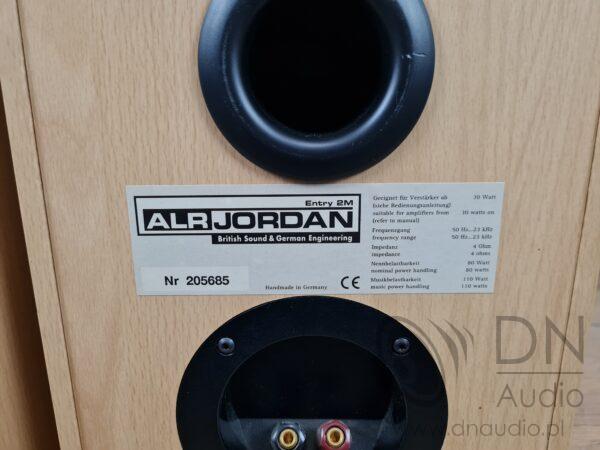 Entry 2M
ALR JORDAN
British Sound & German Engineering
Nr 205685
Handmade in Germany
CE
Geeignet für Verstärker ab 30 Watt
(siehe Bedienungsanleitung)
suitable for amplifiers from 30 watts on
(refer to manual)
Frequenzgang 50 Hz...23 kHz
frequency range 50 Hz...23 kHz
Impedanz 4 Ohm
impedance 4 ohms
Nennbelastbarkeit 80 Watt
nominal power handling 80 watts
Musikbelastbarkeit 110 Watt
music power handling 110 watts
DN
Audio
www.dnaudio.pl